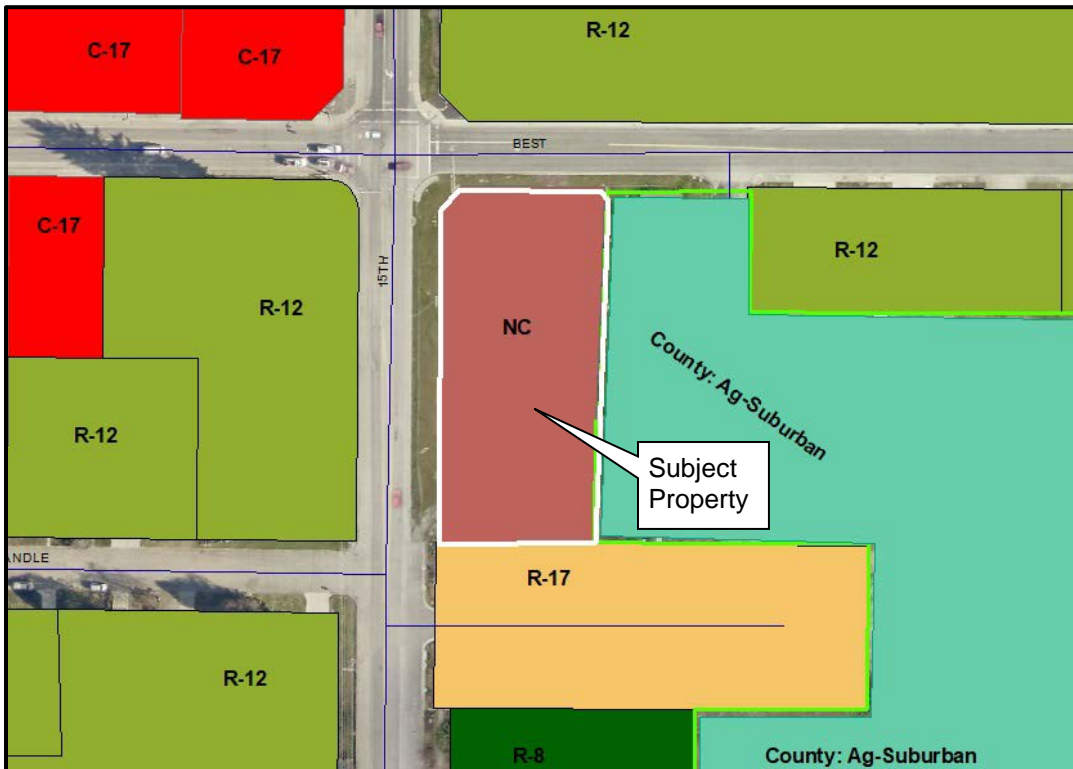 R-12
C-17
C-17
BEST
C-17
R-12
15TH
R-12
NC
County: Ag-Suburban
R-12
Subject
Property
ANDLE
R-17
R-12
R-8
County: Ag-Suburban